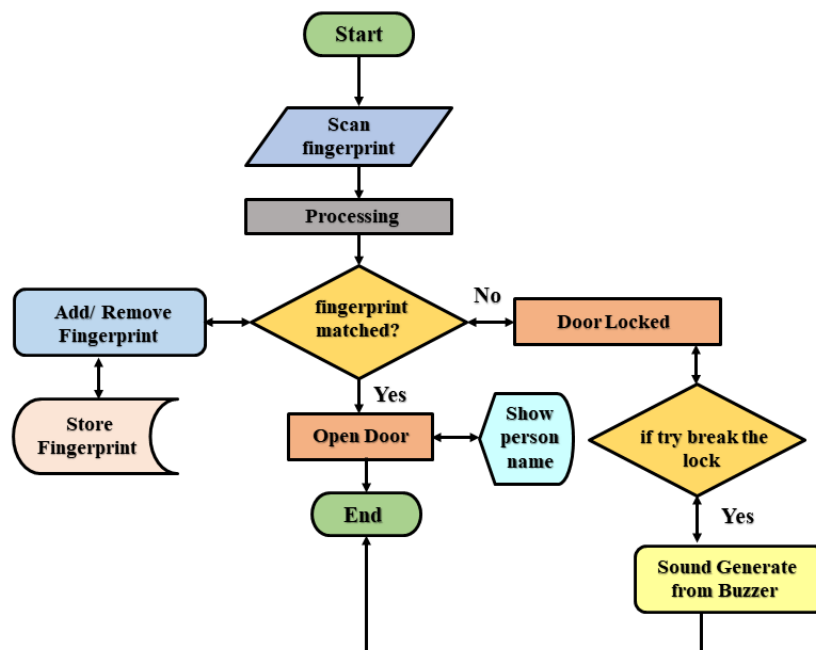 Start
Scan
fingerprint
Processing
Add/ Remove
Fingerprint
fingerprint
matched?
No
Door Locked
Store
Fingerprint
Yes
Open Door
Show
person
name
if try break the
lock
End
Yes
Sound Generate
from Buzzer